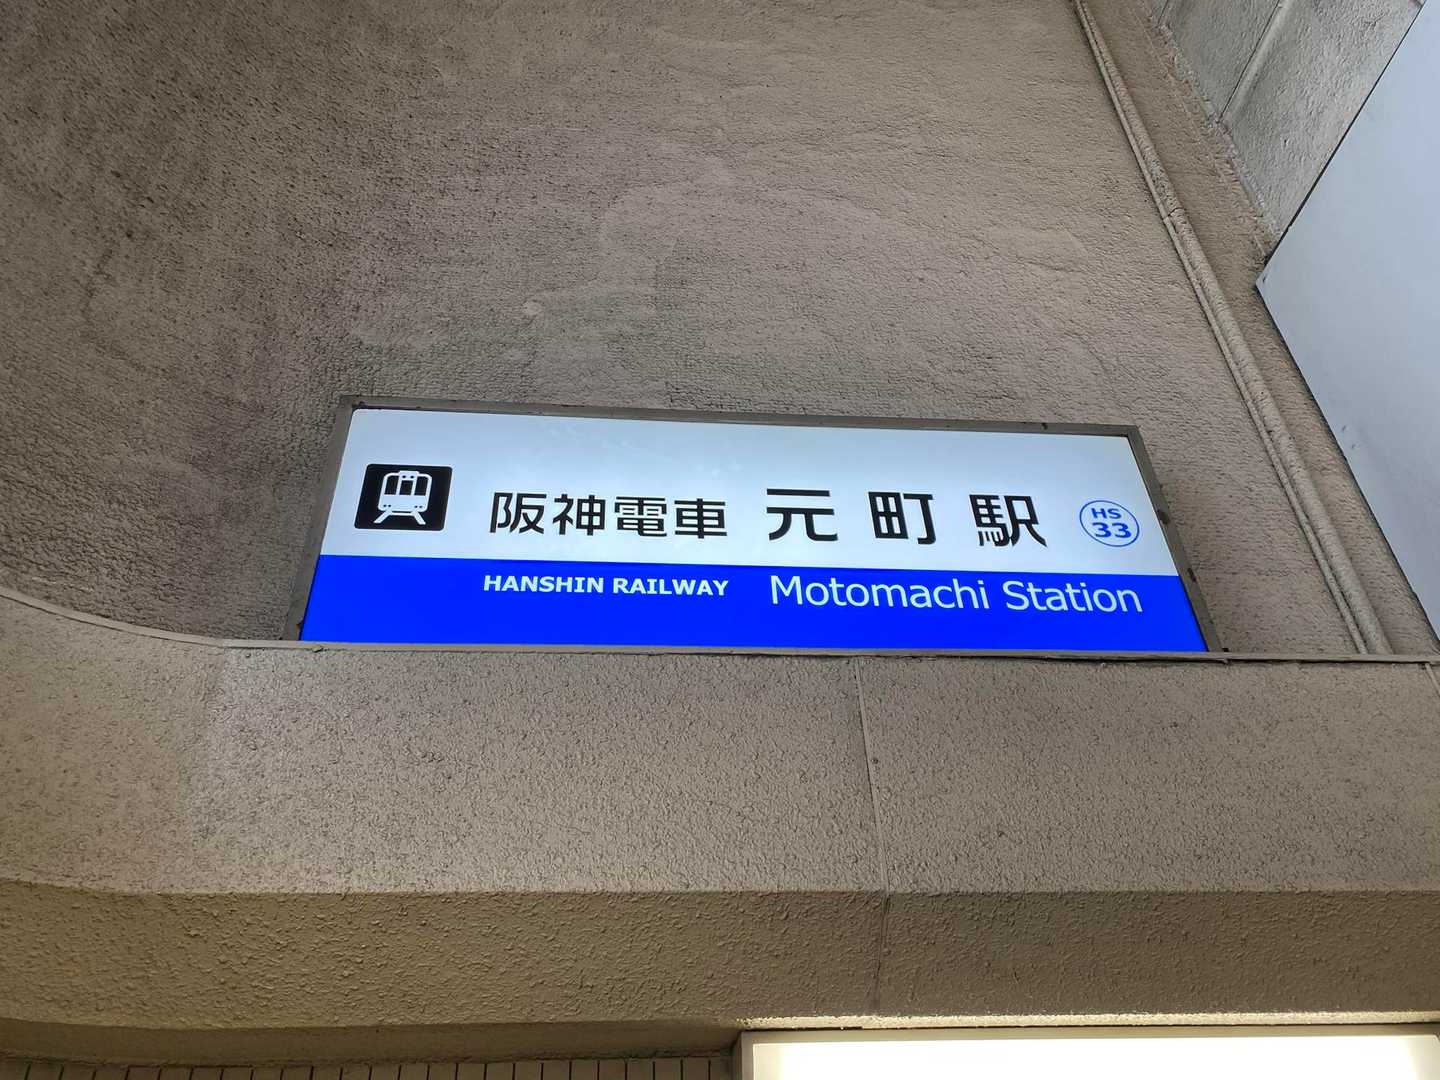 阪神電車 元町駅 HS 33
HANSHIN RAILWAY Motomachi Station